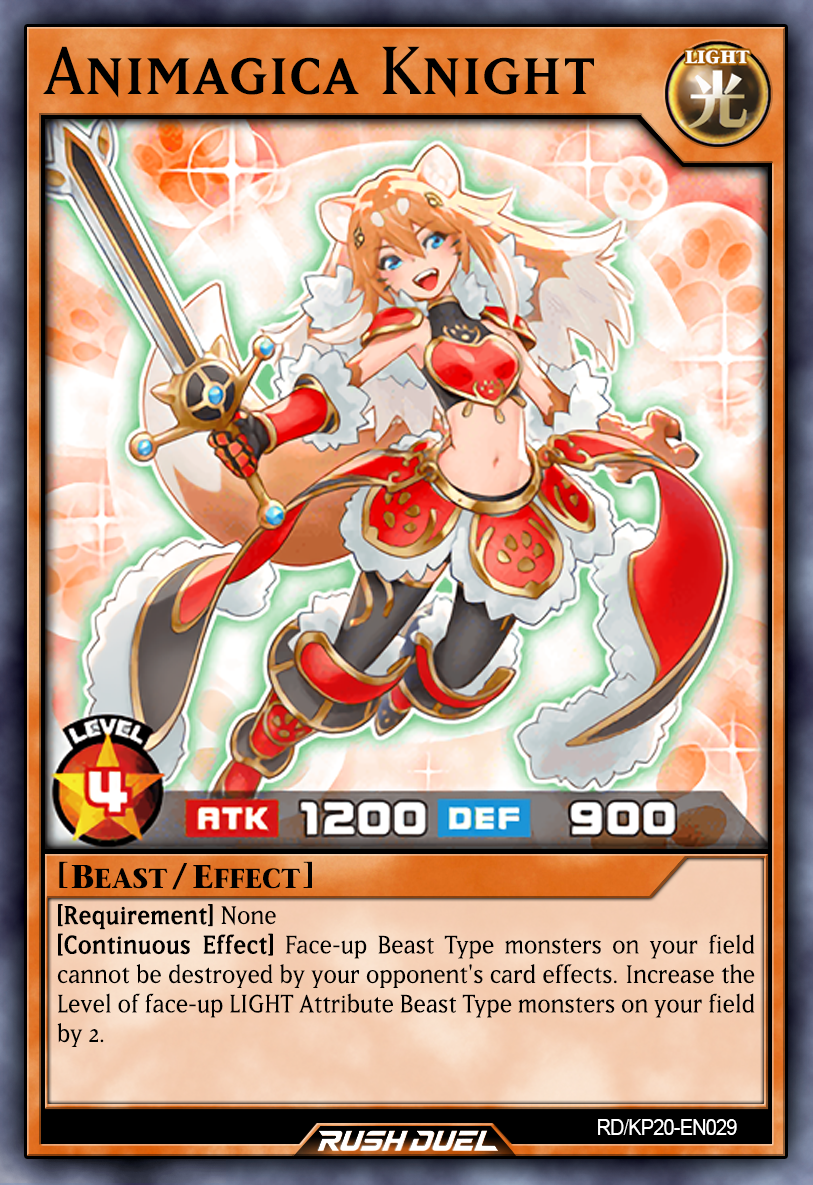 Animagica Knight
LIGHT
光
LEVEL
4
ATK 1200 DEF 900
[Beast / Effect]
[Requirement] None
[Continuous Effect] Face-up Beast Type monsters on your field
cannot be destroyed by your opponent's card effects. Increase the
Level of face-up LIGHT Attribute Beast Type monsters on your field
by 2.
RUSH DUEL
RD/KP20-EN029